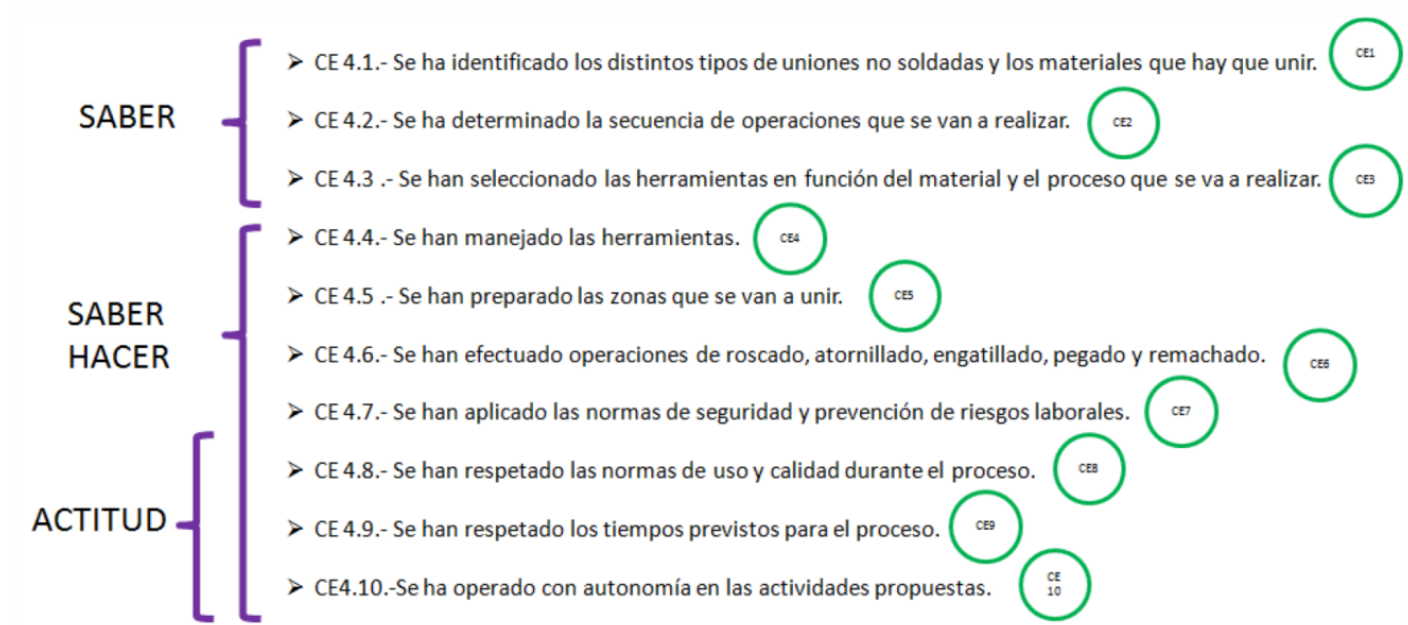 SABER
➤ CE 4.1.- Se ha identificado los distintos tipos de uniones no soldadas y los materiales que hay que unir.
CE1
➤ CE 4.2.- Se ha determinado la secuencia de operaciones que se van a realizar.
CE2
➤ CE 4.3 .- Se han seleccionado las herramientas en función del material y el proceso que se va a realizar.
CE3
SABER
HACER
➤ CE 4.4.- Se han manejado las herramientas.
CE4
➤ CE 4.5 .- Se han preparado las zonas que se van a unir.
CE5
➤ CE 4.6.- Se han efectuado operaciones de roscado, atornillado, engatillado, pegado y remachado.
CE6
➤ CE 4.7.- Se han aplicado las normas de seguridad y prevención de riesgos laborales.
CE7
ACTITUD
➤ CE 4.8.- Se han respetado las normas de uso y calidad durante el proceso.
CE8
➤ CE 4.9.- Se han respetado los tiempos previstos para el proceso.
CE9
➤ CE4.10.-Se ha operado con autonomía en las actividades propuestas.
CE
10